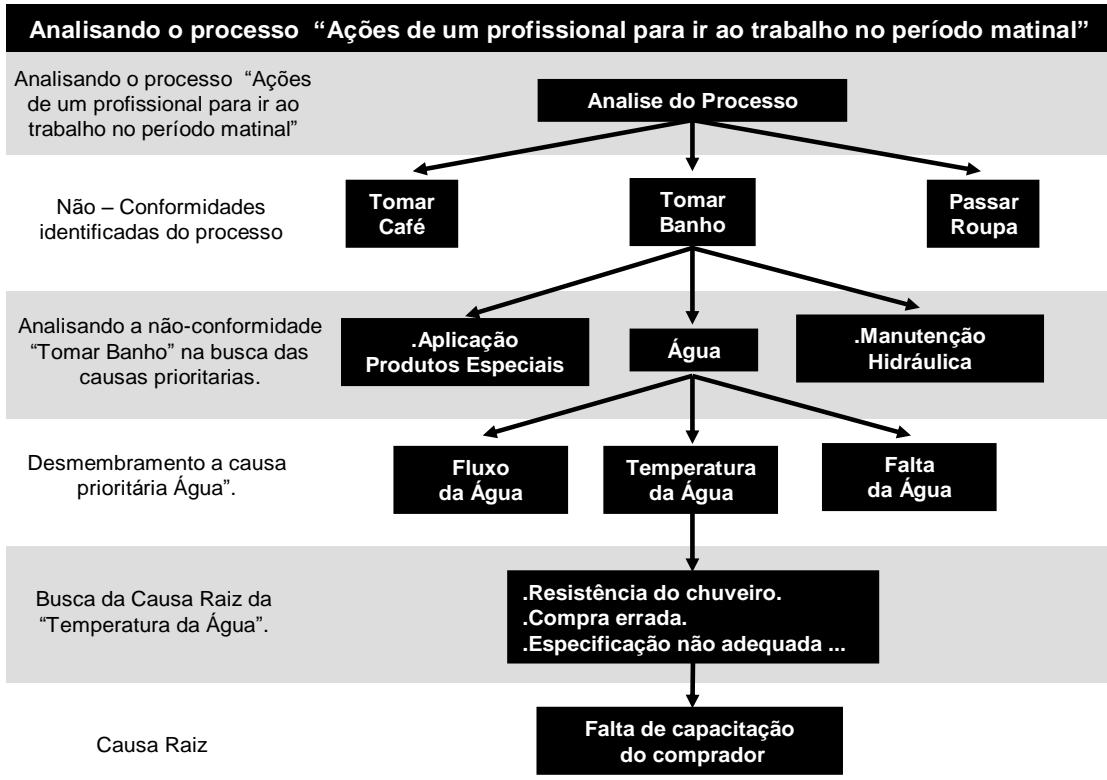 Analisando o processo “Ações de um profissional para ir ao trabalho no período matinal”
Analisando o processo “Ações
de um profissional para ir ao
trabalho no período matinal”
Analise do Processo
Não – Conformidades
identificadas do processo
Tomar
Café
Tomar
Banho
Passar
Roupa
Analisando a não-conformidade
“Tomar Banho” na busca das
causas prioritarias.
.Aplicação
Produtos Especiais
Água
.Manutenção
Hidráulica
Desmembramento a causa
prioritária Água”.
Fluxo
da Água
Temperatura
da Água
Falta
da Água
Busca da Causa Raiz da
“Temperatura da Água”.
.Resistência do chuveiro.
.Compra errada.
.Especificação não adequada ...
Causa Raiz
Falta de capacitação
do comprador